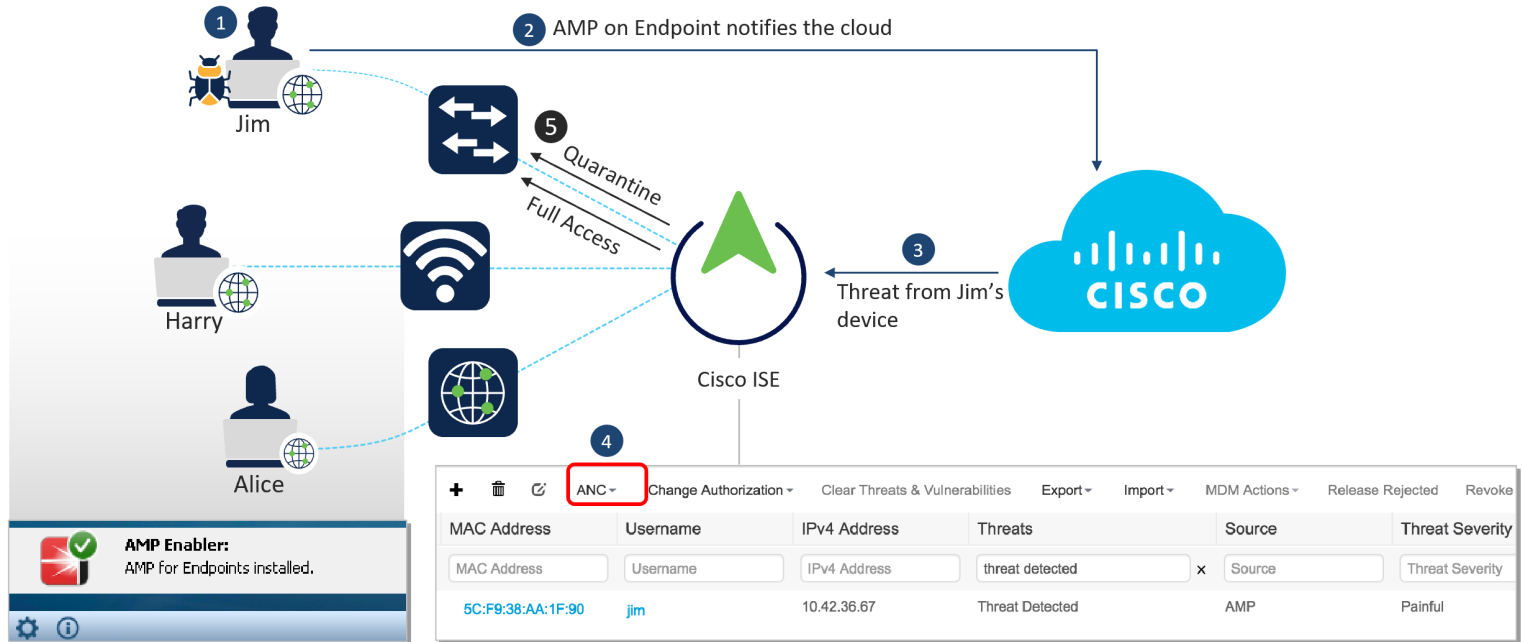 1
2 AMP on Endpoint notifies the cloud
Jim
5
Quarantine
Full Access
3
Threat from Jim's
device
CISCO
Harry
Cisco ISE
Alice
4
AMP Enabler:
AMP for Endpoints installed.
ANC Change Authorization Clear Threats & Vulnerabilities Export Import MDM Actions Release Rejected Revoke
MAC Address Username IPv4 Address Threats Source Threat Severity
MAC Address Username IPv4 Address threat detected x Source Threat Severity
5C:F9:38:AA:1F:90 jim 10.42.36.67 Threat Detected AMP Painful